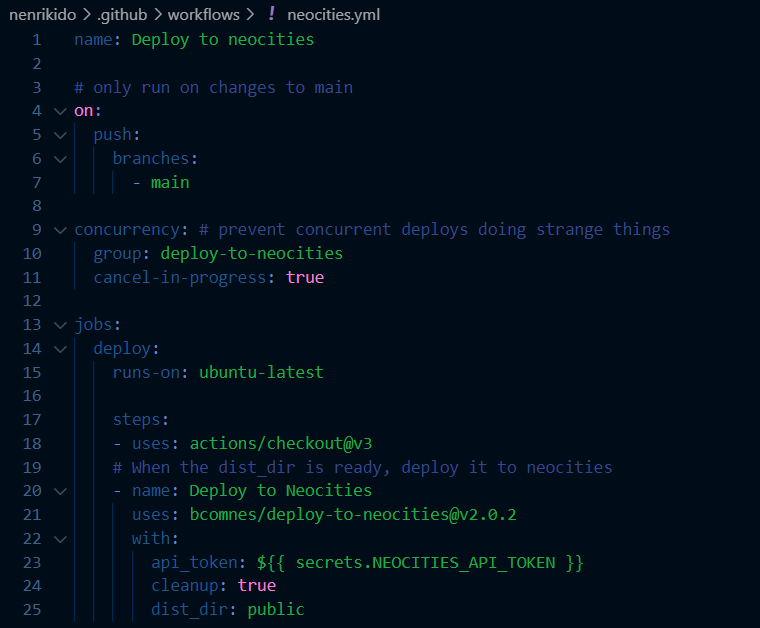 nenrikido > .github > workflows > ! neocities.yml
1 name: Deploy to neocities
2
3 # only run on changes to main
4 on:
5   push:
6     branches:
7       - main
8
9 concurrency: # prevent concurrent deploys doing strange things
10   group: deploy-to-neocities
11   cancel-in-progress: true
12
13 jobs:
14   deploy:
15     runs-on: ubuntu-latest
16
17     steps:
18     - uses: actions/checkout@v3
19     # When the dist_dir is ready, deploy it to neocities
20     - name: Deploy to Neocities
21       uses: bcomnes/deploy-to-neocities@v2.0.2
22       with:
23         api_token: ${{ secrets.NEOCITIES_API_TOKEN }}
24         cleanup: true
25         dist_dir: public